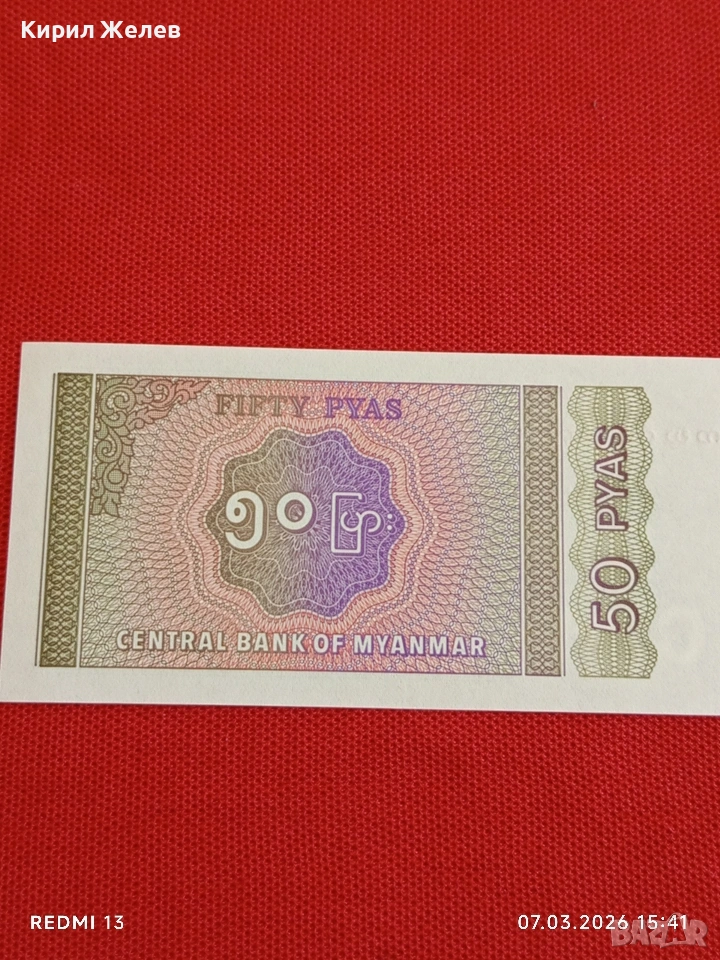 Кирил Желев
FIFTY PYAS
၅၀ ပြား
CENTRAL BANK OF MYANMAR
50 PYAS
REDMI 13
07.03.2026 15:41
BAZAR